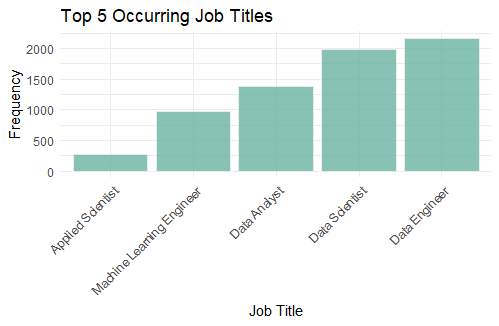 Top 5 Occurring Job Titles
Frequency
2000
1500
1000
500
0
Applied Scientist
Machine Learning Engineer
Data Analyst
Data Scientist
Data Engineer
Job Title